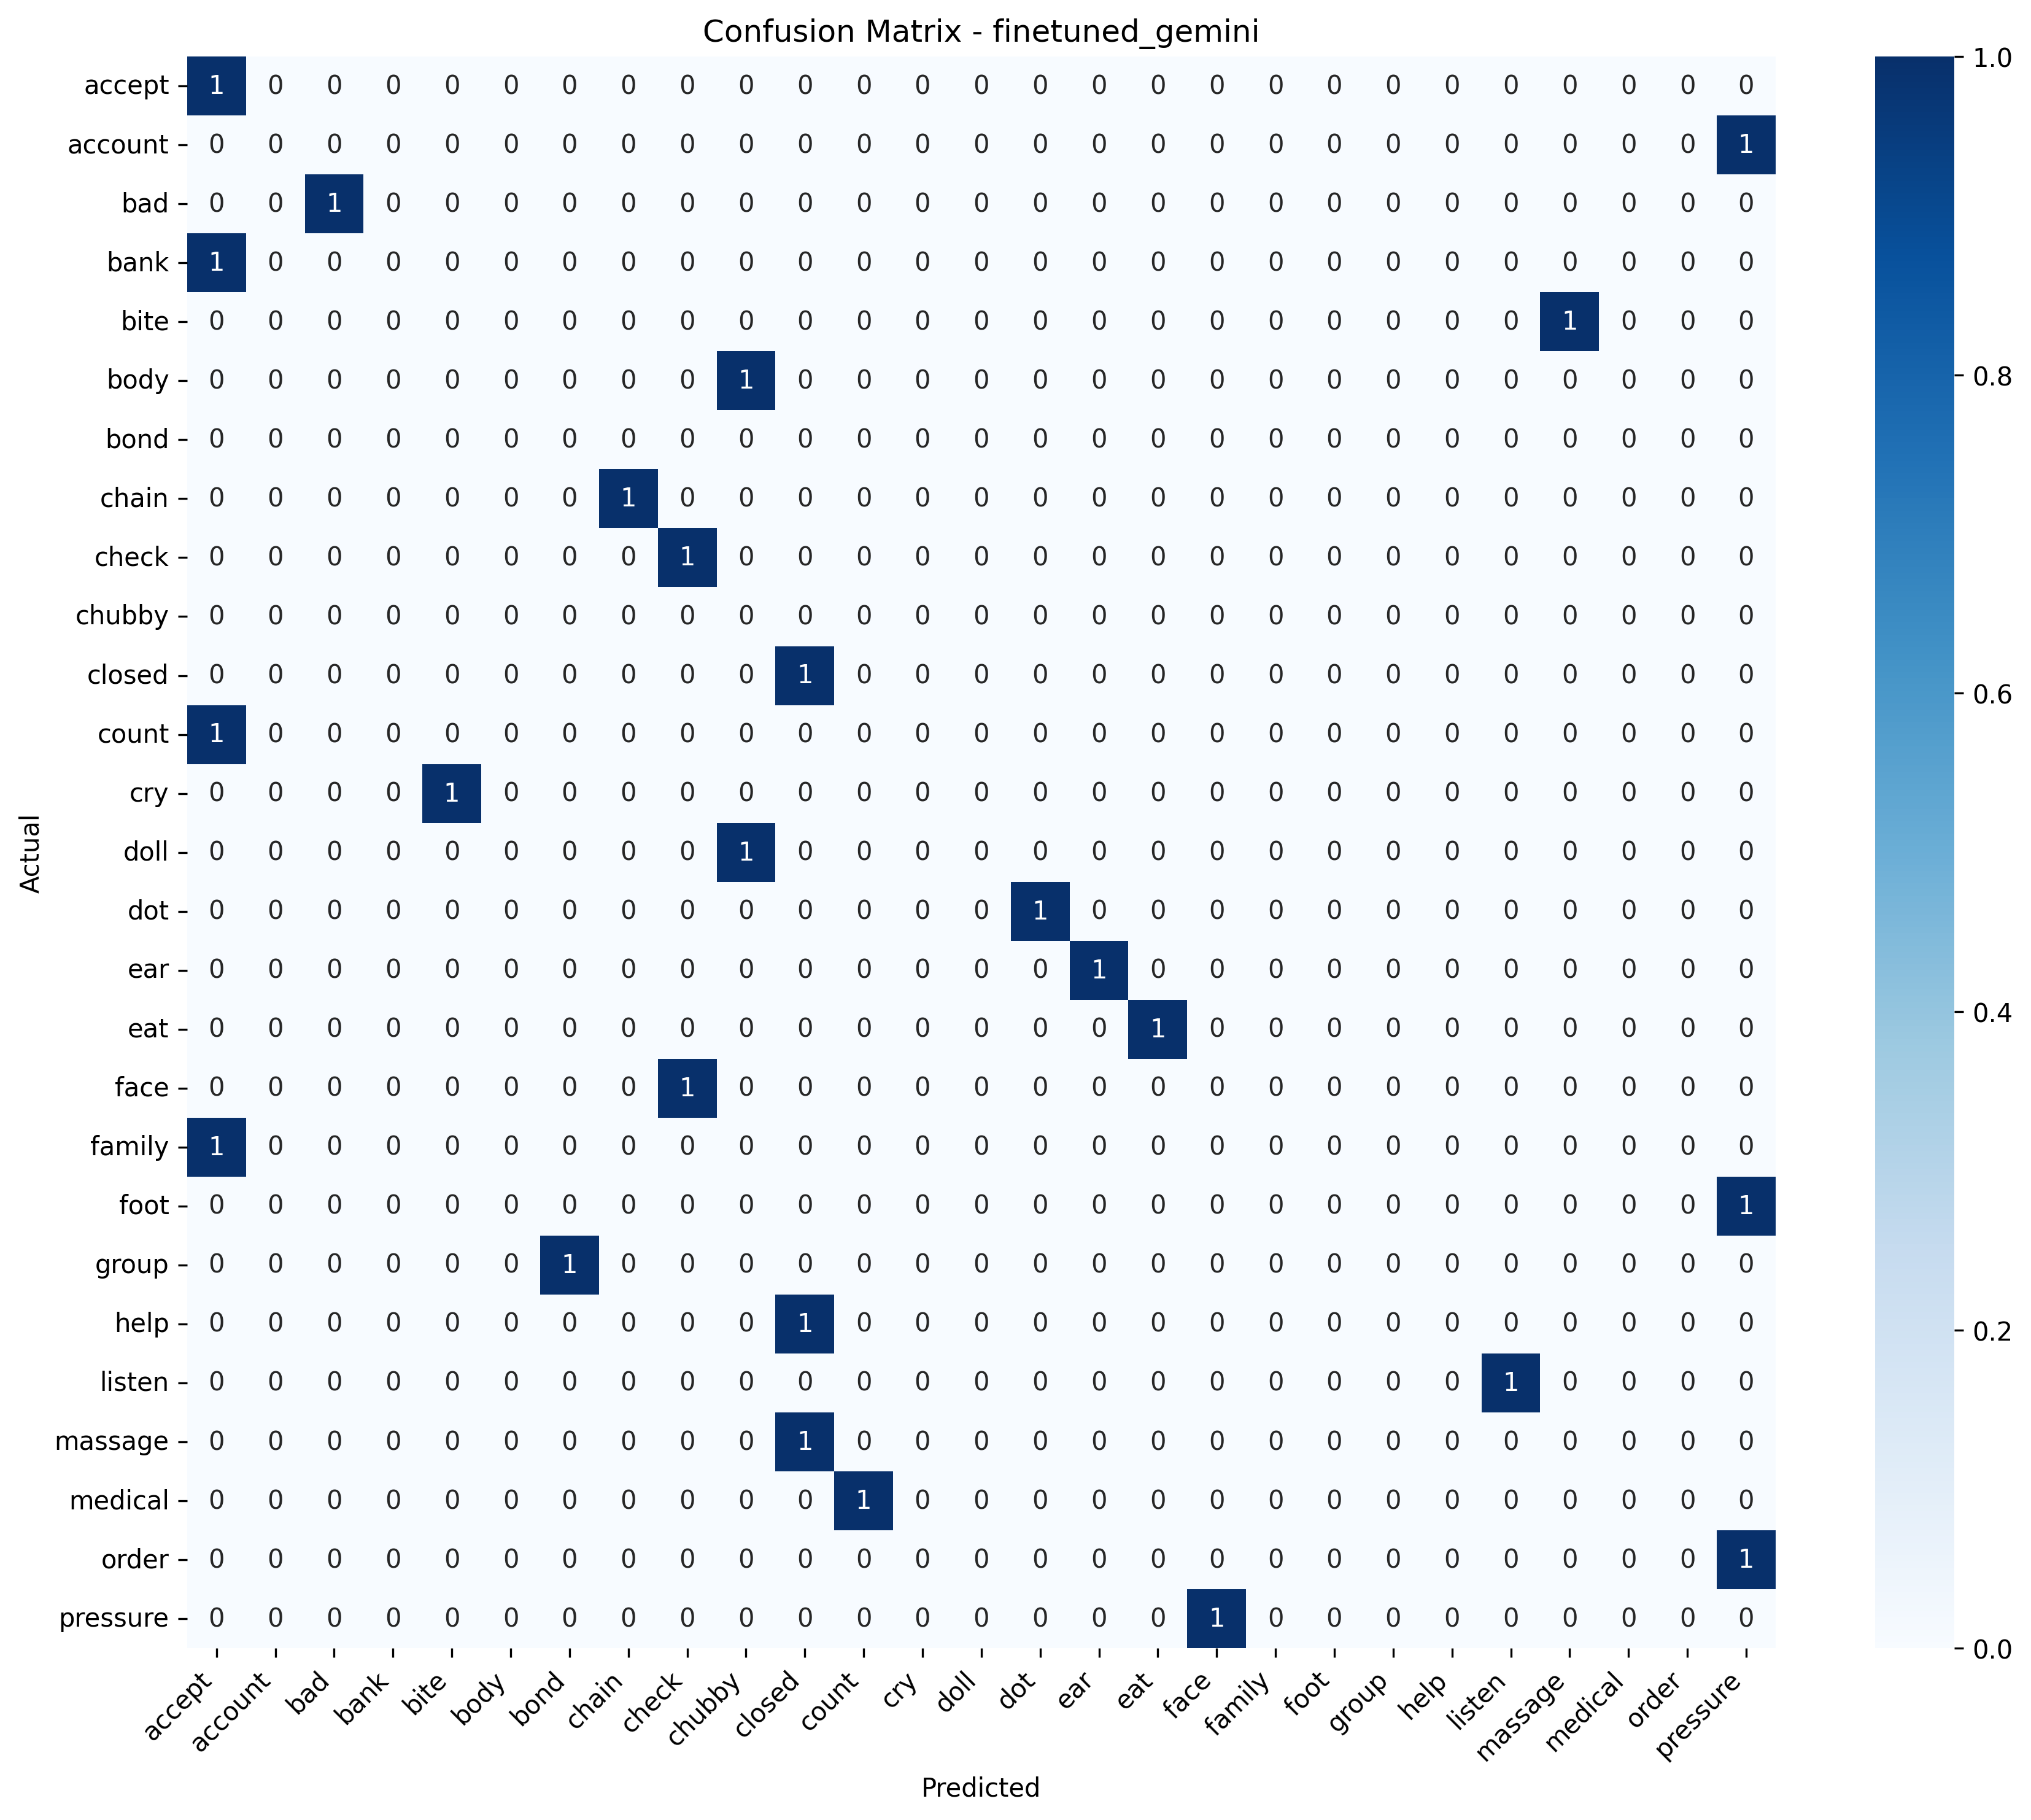 Confusion Matrix - finetuned_gemini
accept 1 0 0 0 0 0 0 0 0 0 0 0 0 0 0 0 0 0 0 0 0 0 0 0 0 0 0
account 0 0 0 0 0 0 0 0 0 0 0 0 0 0 0 0 0 0 0 0 0 0 0 0 0 0 1
bad 0 0 1 0 0 0 0 0 0 0 0 0 0 0 0 0 0 0 0 0 0 0 0 0 0 0 0
bank 1 0 0 0 0 0 0 0 0 0 0 0 0 0 0 0 0 0 0 0 0 0 0 0 0 0 0
bite 0 0 0 0 0 0 0 0 0 0 0 0 0 0 0 0 0 0 0 0 0 0 0 1 0 0 0
body 0 0 0 0 0 0 0 0 0 1 0 0 0 0 0 0 0 0 0 0 0 0 0 0 0 0 0
bond 0 0 0 0 0 0 0 0 0 0 0 0 0 0 0 0 0 0 0 0 0 0 0 0 0 0 0
chain 0 0 0 0 0 0 0 1 0 0 0 0 0 0 0 0 0 0 0 0 0 0 0 0 0 0 0
check 0 0 0 0 0 0 0 0 1 0 0 0 0 0 0 0 0 0 0 0 0 0 0 0 0 0 0
chubby 0 0 0 0 0 0 0 0 0 0 0 0 0 0 0 0 0 0 0 0 0 0 0 0 0 0 0
closed 0 0 0 0 0 0 0 0 0 0 1 0 0 0 0 0 0 0 0 0 0 0 0 0 0 0 0
count 1 0 0 0 0 0 0 0 0 0 0 0 0 0 0 0 0 0 0 0 0 0 0 0 0 0 0
cry 0 0 0 0 1 0 0 0 0 0 0 0 0 0 0 0 0 0 0 0 0 0 0 0 0 0 0
doll 0 0 0 0 0 0 0 0 0 1 0 0 0 0 0 0 0 0 0 0 0 0 0 0 0 0 0
dot 0 0 0 0 0 0 0 0 0 0 0 0 0 0 1 0 0 0 0 0 0 0 0 0 0 0 0
ear 0 0 0 0 0 0 0 0 0 0 0 0 0 0 0 1 0 0 0 0 0 0 0 0 0 0 0
eat 0 0 0 0 0 0 0 0 0 0 0 0 0 0 0 0 1 0 0 0 0 0 0 0 0 0 0
face 0 0 0 0 0 0 0 0 1 0 0 0 0 0 0 0 0 0 0 0 0 0 0 0 0 0 0
family 1 0 0 0 0 0 0 0 0 0 0 0 0 0 0 0 0 0 0 0 0 0 0 0 0 0 0
foot 0 0 0 0 0 0 0 0 0 0 0 0 0 0 0 0 0 0 0 0 0 0 0 0 0 0 1
group 0 0 0 0 0 0 1 0 0 0 0 0 0 0 0 0 0 0 0 0 0 0 0 0 0 0 0
help 0 0 0 0 0 0 0 0 0 0 1 0 0 0 0 0 0 0 0 0 0 0 0 0 0 0 0
listen 0 0 0 0 0 0 0 0 0 0 0 0 0 0 0 0 0 0 0 0 0 0 1 0 0 0 0
massage 0 0 0 0 0 0 0 0 0 0 1 0 0 0 0 0 0 0 0 0 0 0 0 0 0 0 0
medical 0 0 0 0 0 0 0 0 0 0 0 1 0 0 0 0 0 0 0 0 0 0 0 0 0 0 0
order 0 0 0 0 0 0 0 0 0 0 0 0 0 0 0 0 0 0 0 0 0 0 0 0 0 0 1
pressure 0 0 0 0 0 0 0 0 0 0 0 0 0 0 0 0 0 1 0 0 0 0 0 0 0 0 0
accept account bad bank bite body bond chain check chubby closed count cry doll dot ear eat face family foot group help listen massage medical order pressure
Predicted
Actual
1.0
0.8
0.6
0.4
0.2
0.0